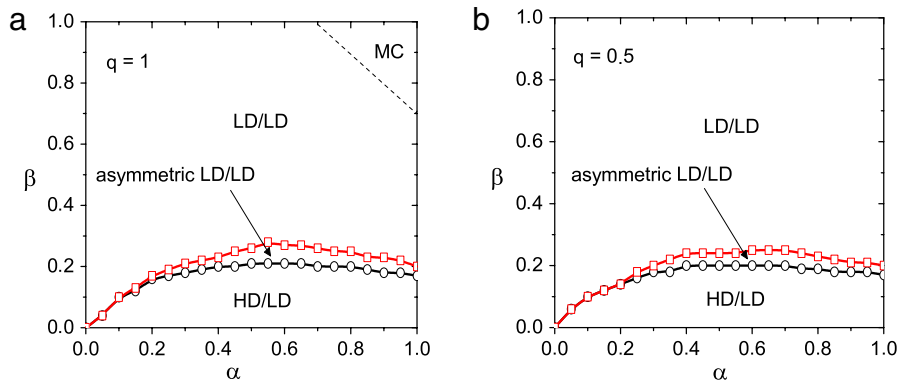 a
q = 1
MC
LD/LD
asymmetric LD/LD
HD/LD
β
α
1.0
0.8
0.6
0.4
0.2
0.0
0.0 0.2 0.4 0.6 0.8 1.0
b
q = 0.5
LD/LD
asymmetric LD/LD
HD/LD
β
α
1.0
0.8
0.6
0.4
0.2
0.0
0.0 0.2 0.4 0.6 0.8 1.0